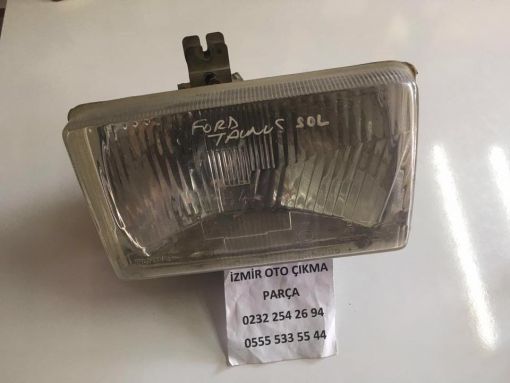 FORD
TAUNUS SOL
İZMİR OTO ÇIKMA
PARÇA
0232 254 26 94
0555 533 55 44